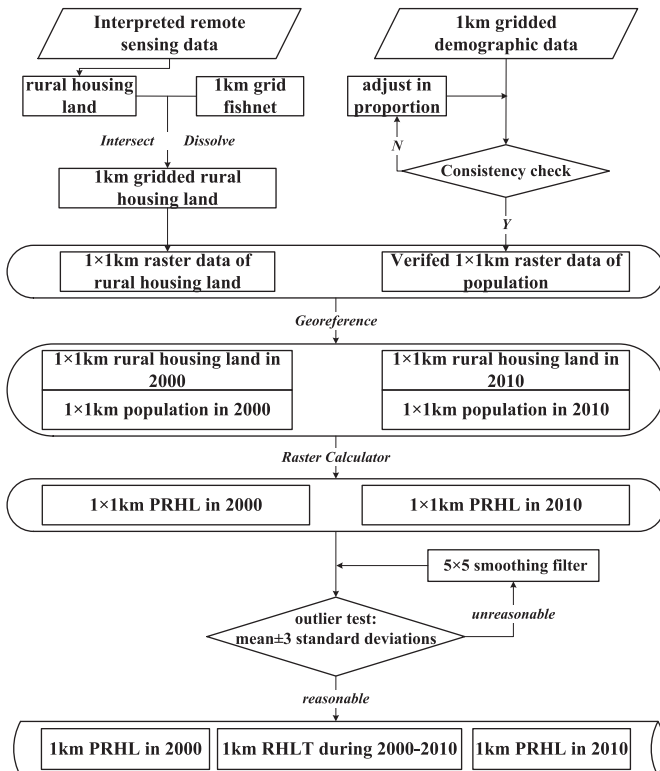 Interpreted remote
sensing data
1km gridded
demographic data
rural housing
land
1km grid
fishnet
adjust in
proportion
Intersect
Dissolve
N
Consistency check
1km gridded rural
housing land
Y
1×1km raster data of
rural housing land
Verifed 1×1km raster data of
population
Georeference
1×1km rural housing land in
2000
1×1km rural housing land in
2010
1×1km population in 2000
1×1km population in 2010
Raster Calculator
1×1km PRHL in 2000
1×1km PRHL in 2010
5×5 smoothing filter
unreasonable
outlier test:
mean±3 standard deviations
reasonable
1km PRHL in 2000
1km RHLT during 2000-2010
1km PRHL in 2010